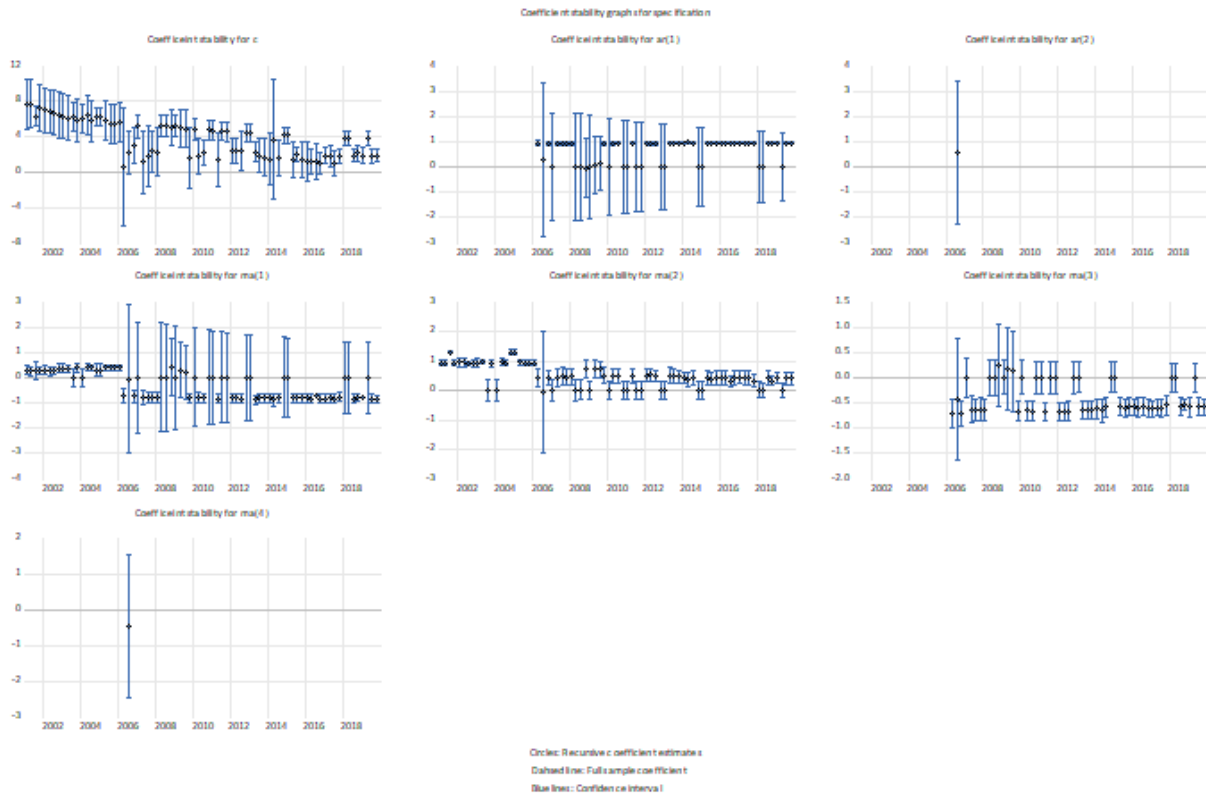 Coefficient stability graphs for specification
Coefficeint stability for c
Coefficeint stability for ar(1)
Coefficeint stability for ar(2)
12
8
4
0
-4
-8
2002 2004 2006 2008 2010 2012 2014 2016 2018
4
3
2
1
0
-1
-2
-3
2002 2004 2006 2008 2010 2012 2014 2016 2018
4
3
2
1
0
-1
-2
-3
2002 2004 2006 2008 2010 2012 2014 2016 2018
Coefficeint stability for ma(1)
Coefficeint stability for ma(2)
Coefficeint stability for ma(3)
3
2
1
0
-1
-2
-3
-4
2002 2004 2006 2008 2010 2012 2014 2016 2018
3
2
1
0
-1
-2
-3
2002 2004 2006 2008 2010 2012 2014 2016 2018
1.5
1.0
0.5
0.0
-0.5
-1.0
-1.5
-2.0
2002 2004 2006 2008 2010 2012 2014 2016 2018
Coefficeint stability for ma(4)
2
1
0
-1
-2
-3
2002 2004 2006 2008 2010 2012 2014 2016 2018
Circles: Recursive coefficient estimates
Dahsed line: Full sample coefficient
Blue lines: Confidence interval